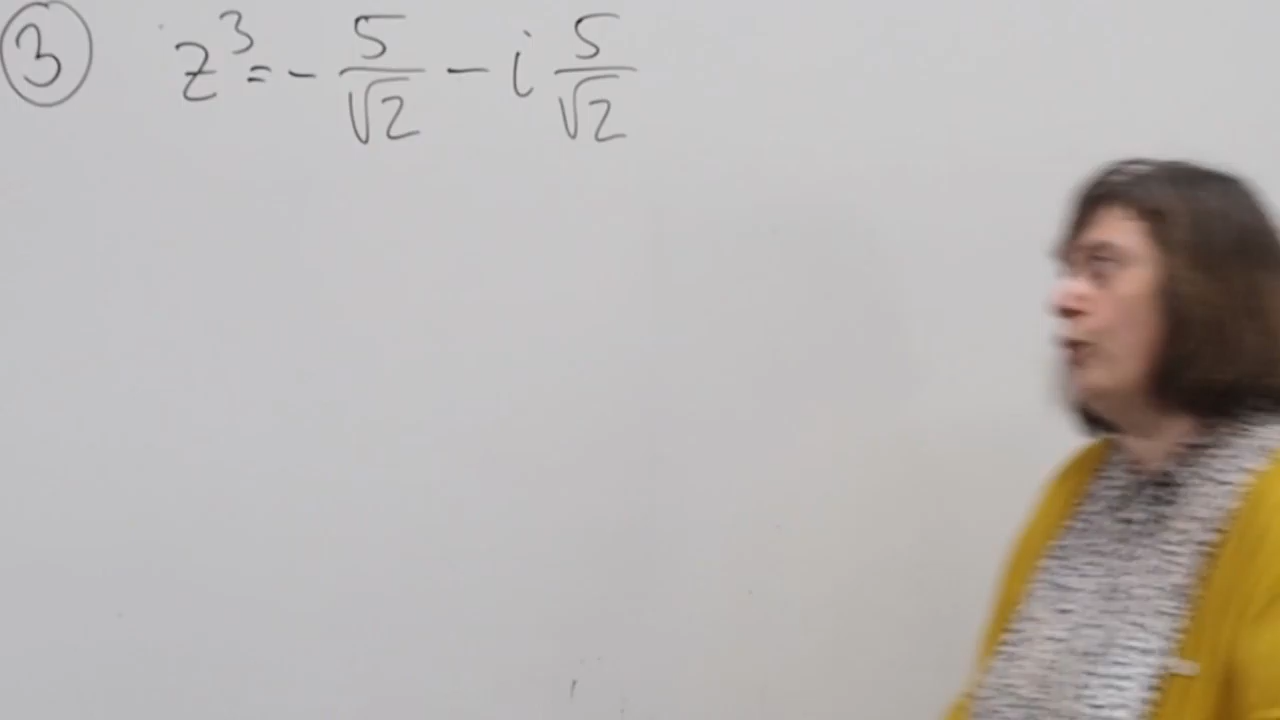 ③ z³ = - 5/√2 - i 5/√2